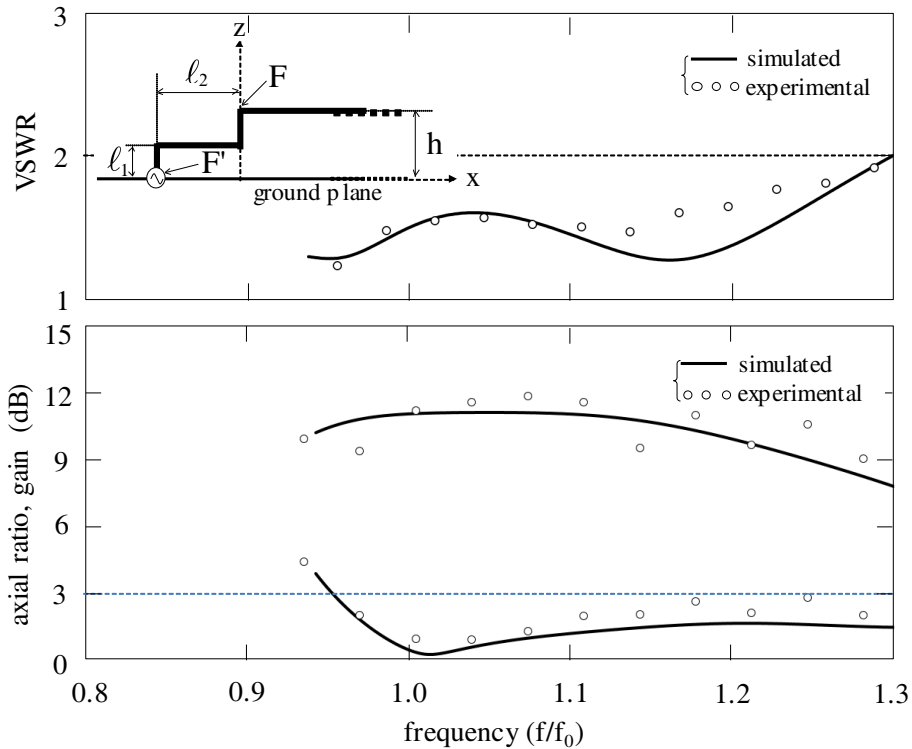 3
2
1
VSWR
z
ℓ₂
F
ℓ₁
F'
h
x
ground plane
simulated
experimental
15
12
9
6
3
0
axial ratio, gain (dB)
simulated
experimental
0.8 0.9 1.0 1.1 1.2 1.3
frequency (f/f₀)